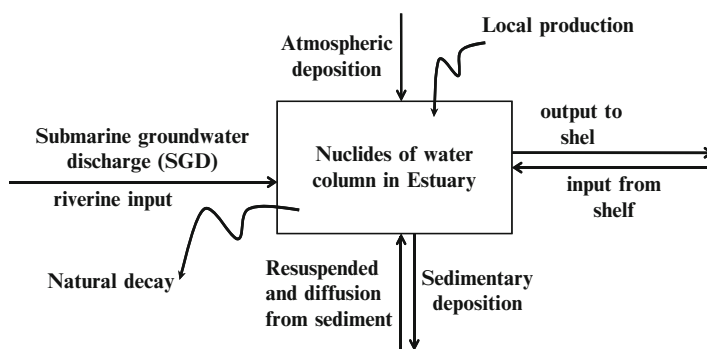 Atmospheric
deposition
Local production
Submarine groundwater
discharge (SGD)
riverine input
Nuclides of water
column in Estuary
output to
shel
input from
shelf
Natural decay
Resuspended
and diffusion
from sediment
Sedimentary
deposition